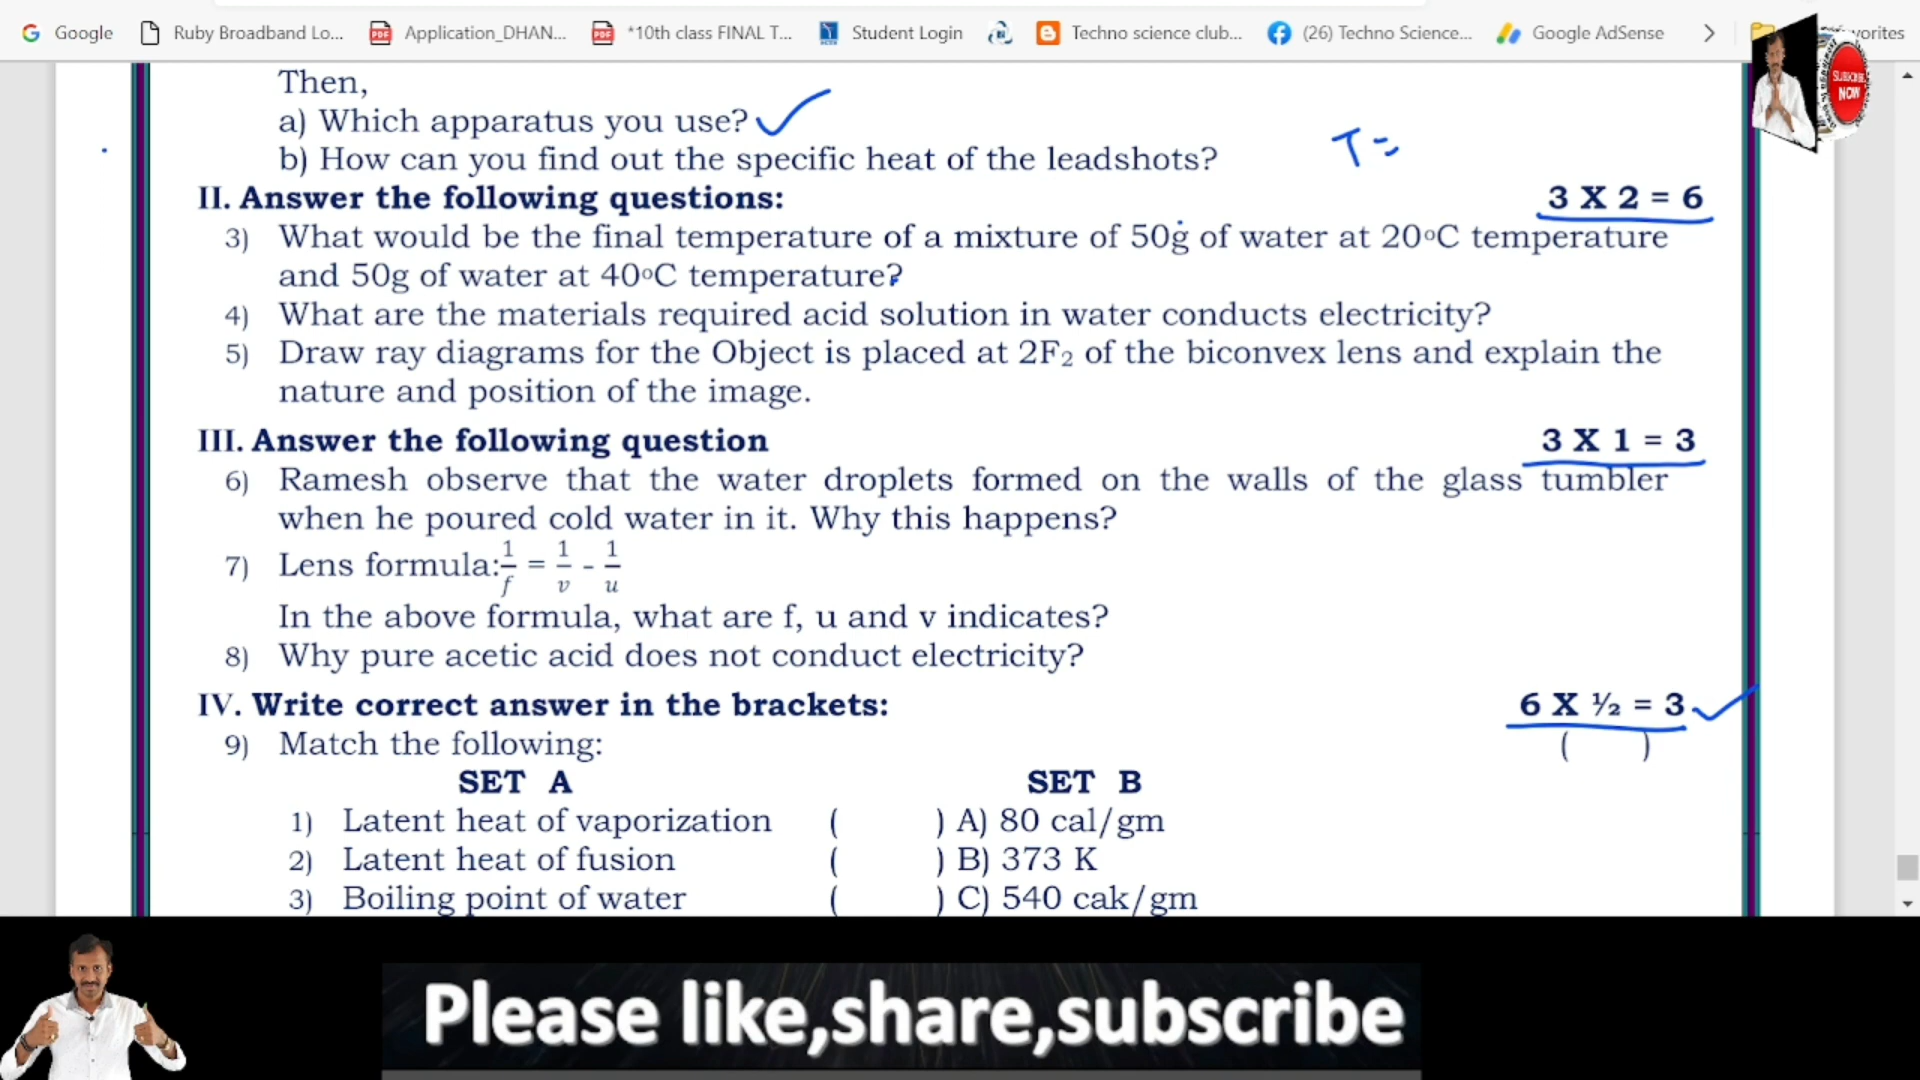 Google Ruby Broadband Lo... Application_DHAN... *10th class FINAL T... Student Login Techno science club... (26) Techno Science... Google AdSense
SUBSCRIBE
NOW
Then,
a) Which apparatus you use?
b) How can you find out the specific heat of the leadshots?
T =
II. Answer the following questions: 3 X 2 = 6
3) What would be the final temperature of a mixture of 50g of water at 20oC temperature
and 50g of water at 40oC temperature?
4) What are the materials required acid solution in water conducts electricity?
5) Draw ray diagrams for the Object is placed at 2F₂ of the biconvex lens and explain the
nature and position of the image.
III. Answer the following question 3 X 1 = 3
6) Ramesh observe that the water droplets formed on the walls of the glass tumbler
when he poured cold water in it. Why this happens?
7) Lens formula: 1/f = 1/v - 1/u
In the above formula, what are f, u and v indicates?
8) Why pure acetic acid does not conduct electricity?
IV. Write correct answer in the brackets: 6 X ½ = 3
9) Match the following: ( )
SET A SET B
1) Latent heat of vaporization ( ) A) 80 cal/gm
2) Latent heat of fusion ( ) B) 373 K
3) Boiling point of water ( ) C) 540 cak/gm
Please like,share,subscribe